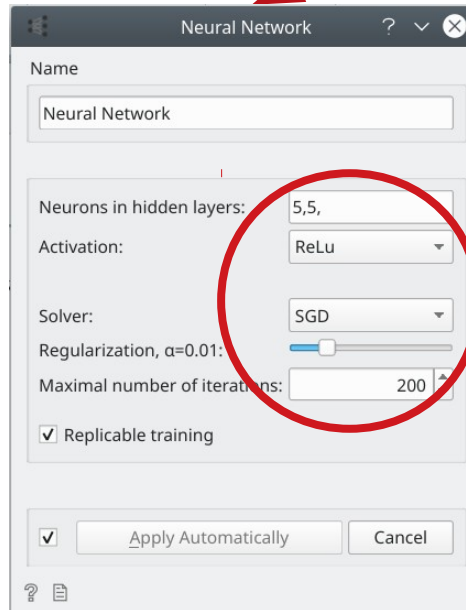 Neural Network
Name
Neural Network
Neurons in hidden layers: 5,5,
Activation: ReLu
Solver: SGD
Regularization, α=0.01:
Maximal number of iterations: 200
Replicable training
Apply Automatically Cancel